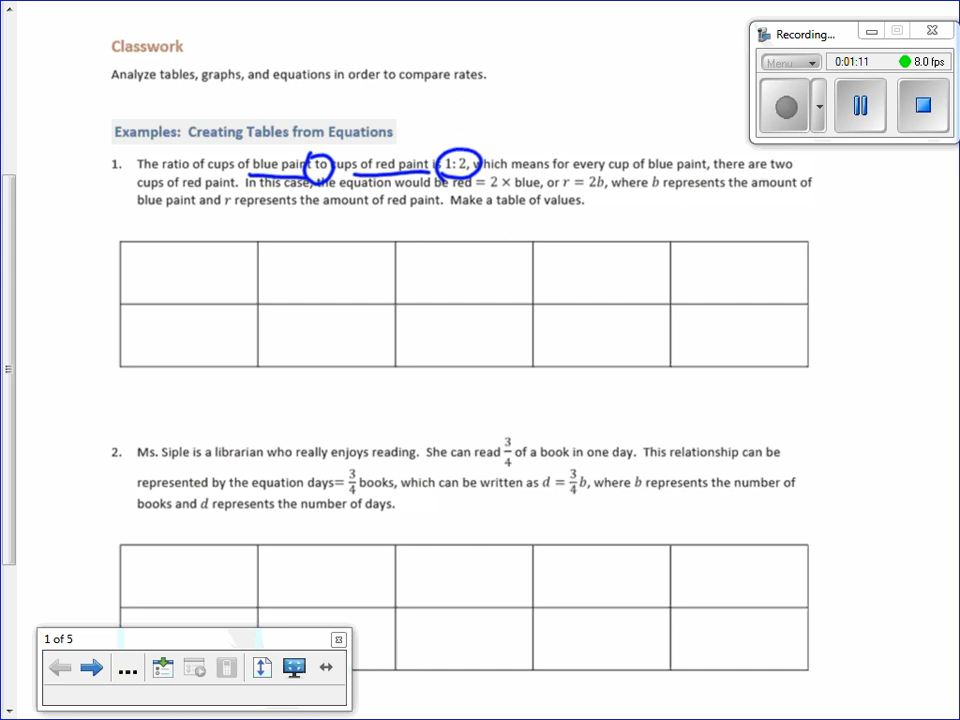 Classwork
Analyze tables, graphs, and equations in order to compare rates.
Examples: Creating Tables from Equations
1. The ratio of cups of blue paint to cups of red paint is 1:2, which means for every cup of blue paint, there are two
cups of red paint. In this case, the equation would be red = 2 × blue, or r = 2b, where b represents the amount of
blue paint and r represents the amount of red paint. Make a table of values.
2. Ms. Siple is a librarian who really enjoys reading. She can read 3/4 of a book in one day. This relationship can be
represented by the equation days= 3/4 books, which can be written as d = 3/4 b, where b represents the number of
books and d represents the number of days.
Recording...
Menu
0:01:11
8.0 fps
1 of 5